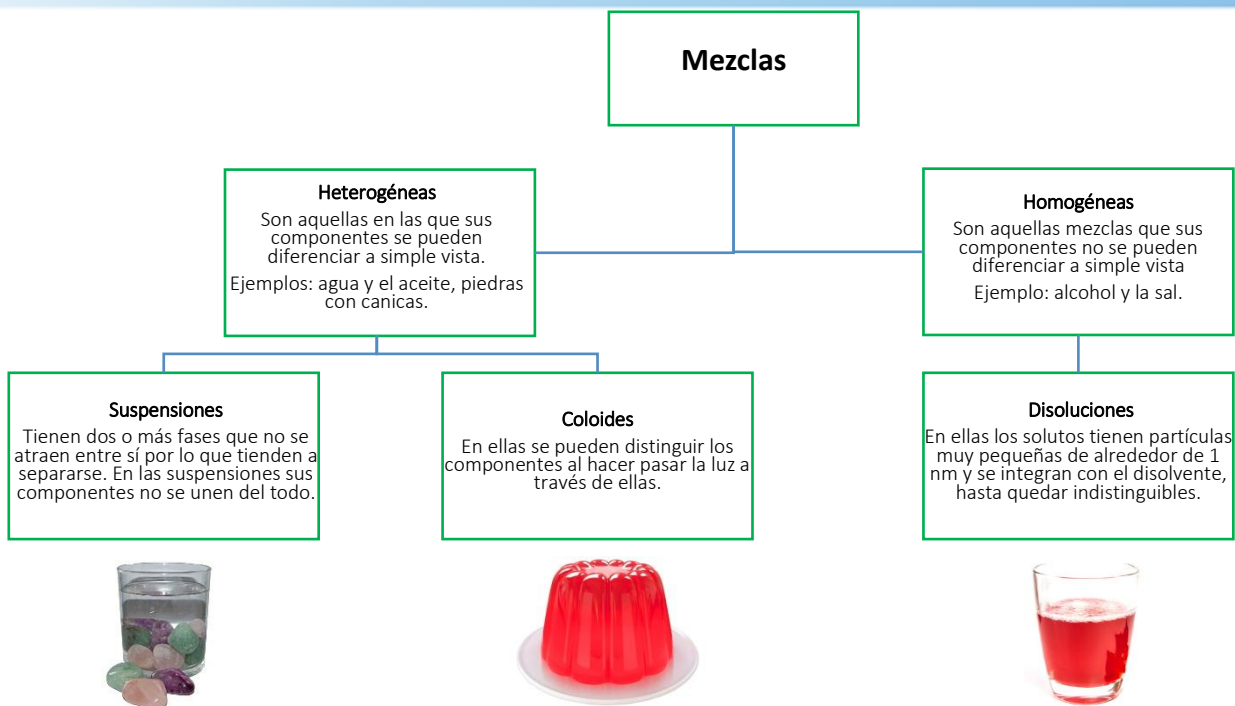 Mezclas
Heterogéneas
Son aquellas en las que sus
componentes se pueden
diferenciar a simple vista.
Ejemplos: agua y el aceite, piedras
con canicas.
Homogéneas
Son aquellas mezclas que sus
componentes no se pueden
diferenciar a simple vista
Ejemplo: alcohol y la sal.
Suspensiones
Tienen dos o más fases que no se
atraen entre sí por lo que tienden a
separarse. En las suspensiones sus
componentes no se unen del todo.
Coloides
En ellas se pueden distinguir los
componentes al hacer pasar la luz a
través de ellas.
Disoluciones
En ellas los solutos tienen partículas
muy pequeñas de alrededor de 1
nm y se integran con el disolvente,
hasta quedar indistinguibles.